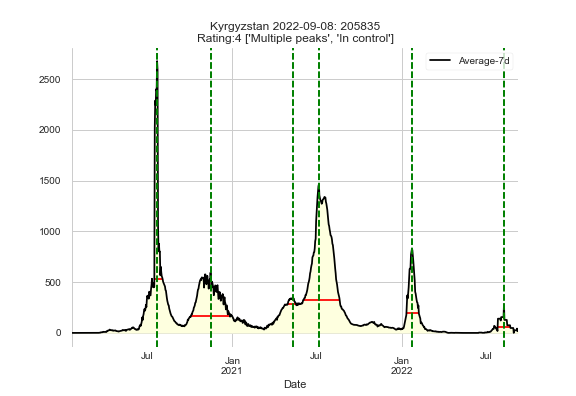 Kyrgyzstan 2022-09-08: 205835
Rating:4 ['Multiple peaks', 'In control']
Average-7d
2500
2000
1500
1000
500
0
Jul
Jan
2021
Jul
Jan
2022
Jul
Date